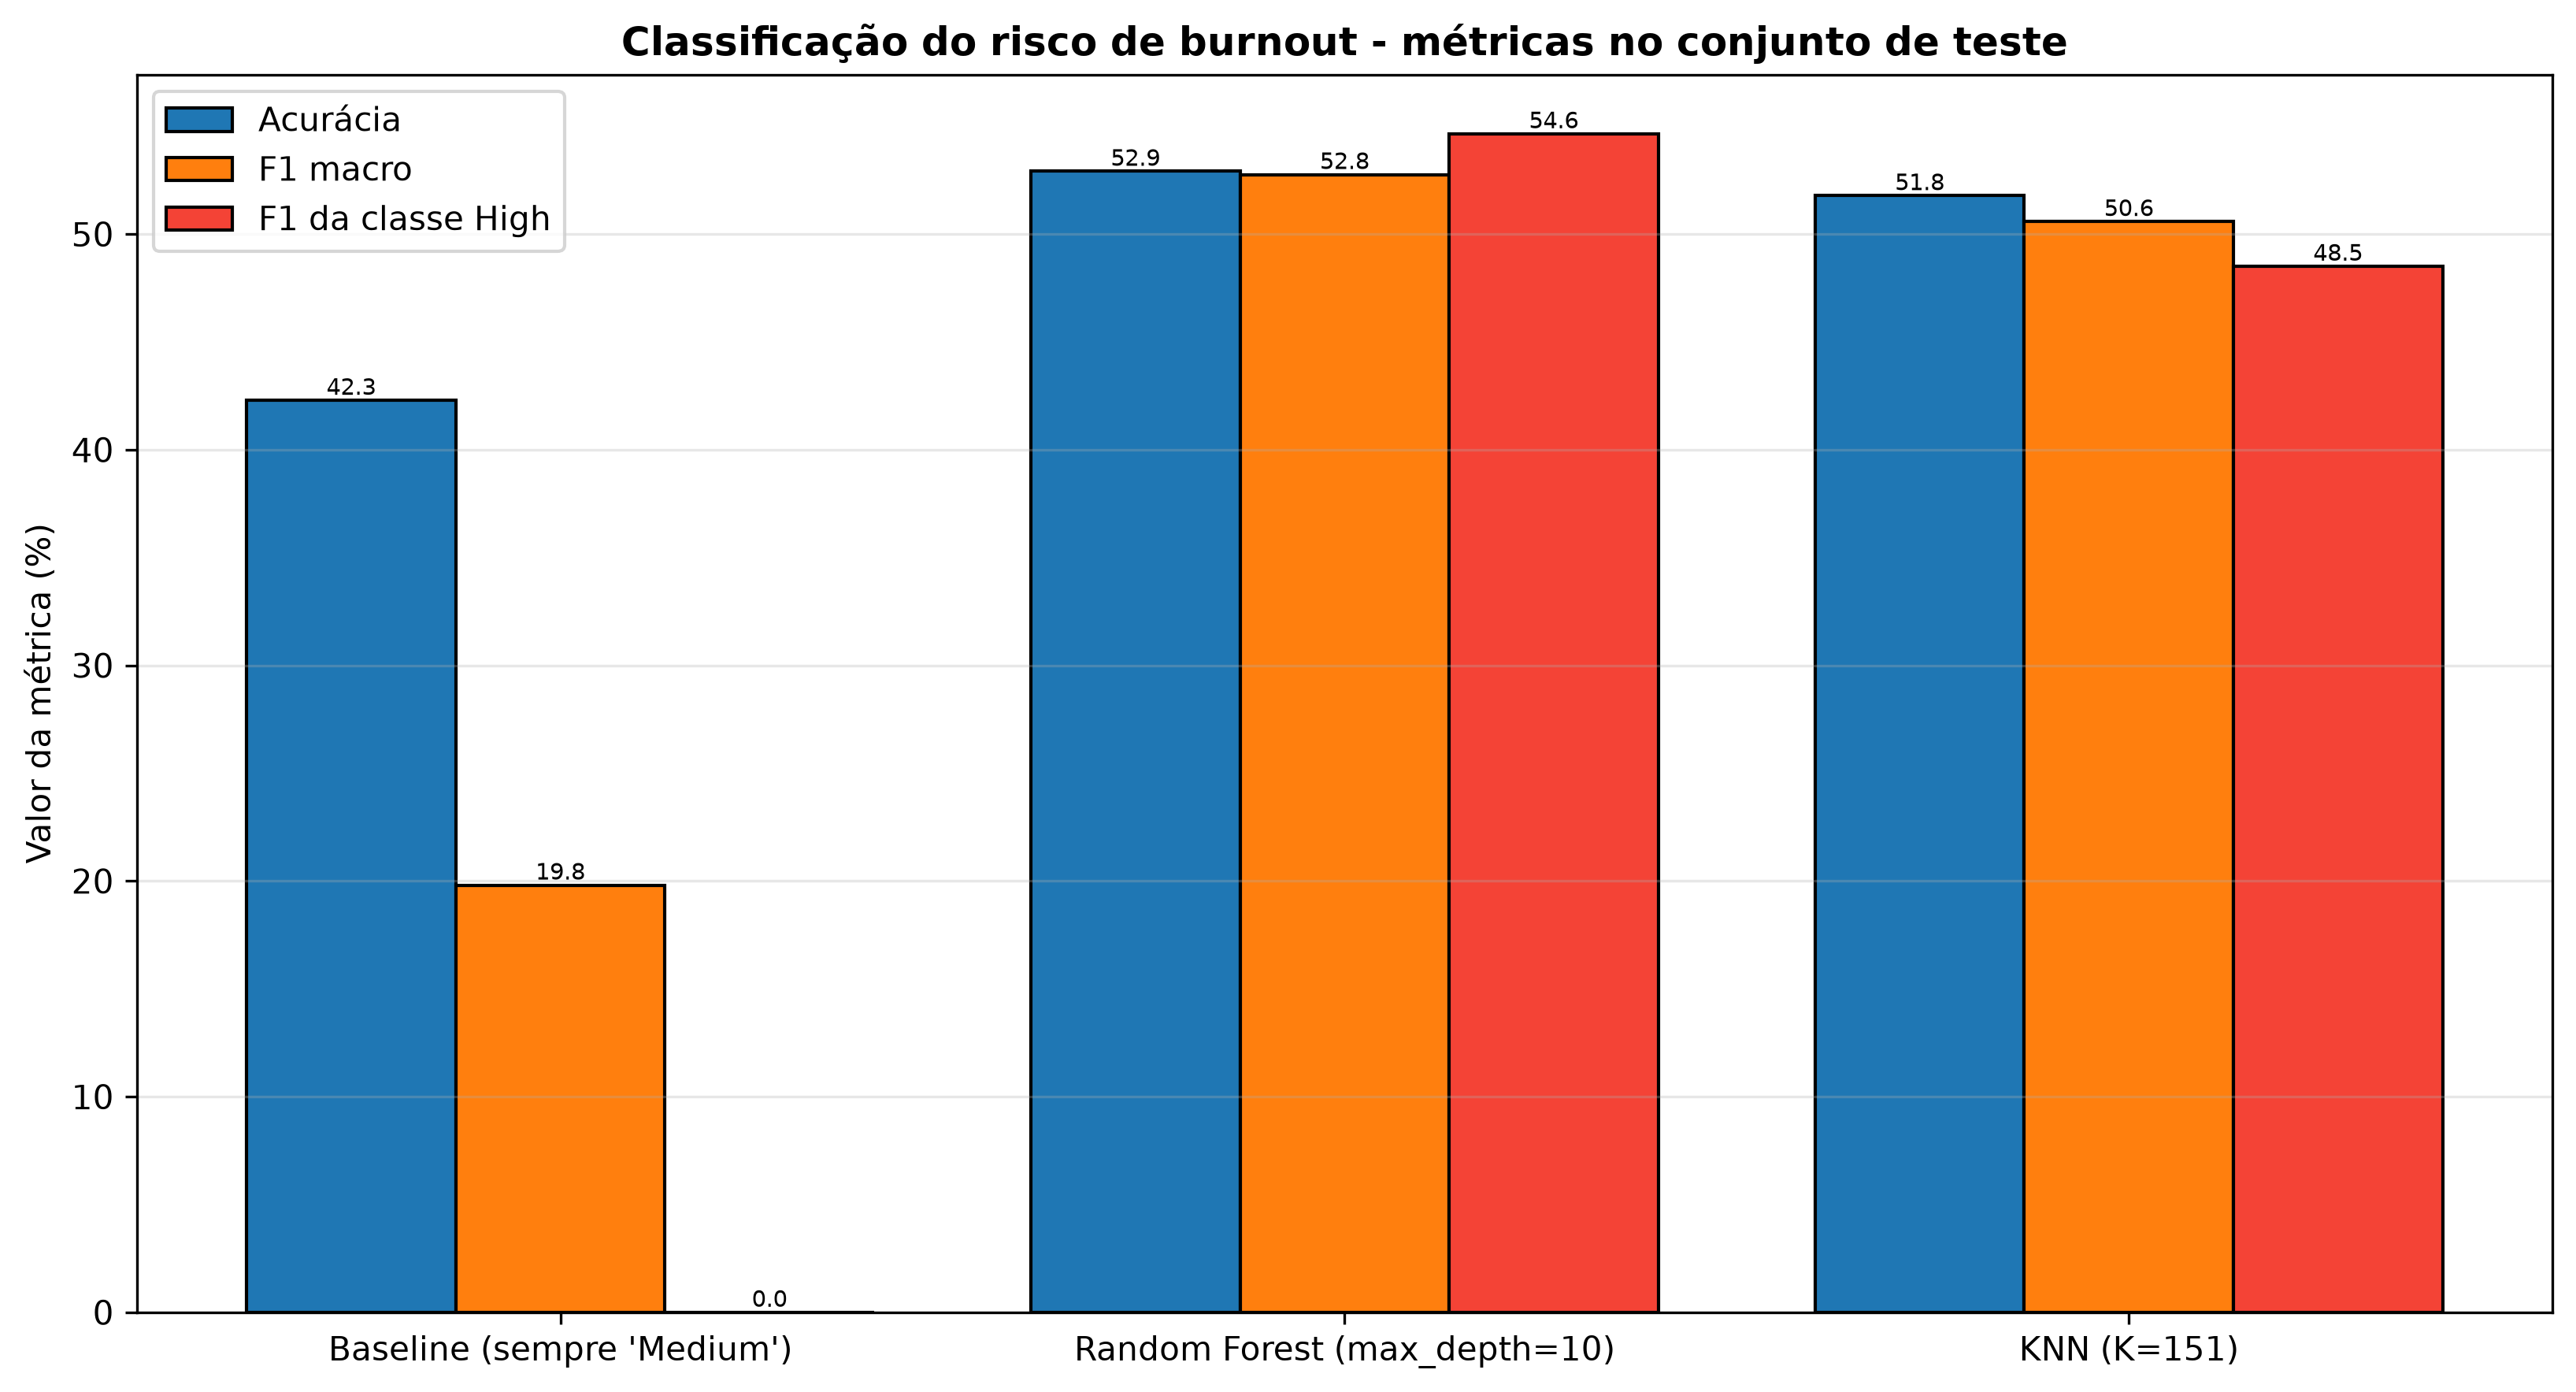 Classificação do risco de burnout - métricas no conjunto de teste
Acurácia
F1 macro
F1 da classe High
Valor da métrica (%)
50
40
30
20
10
0
42.3
19.8
0.0
52.9
52.8
54.6
51.8
50.6
48.5
Baseline (sempre 'Medium')
Random Forest (max_depth=10)
KNN (K=151)